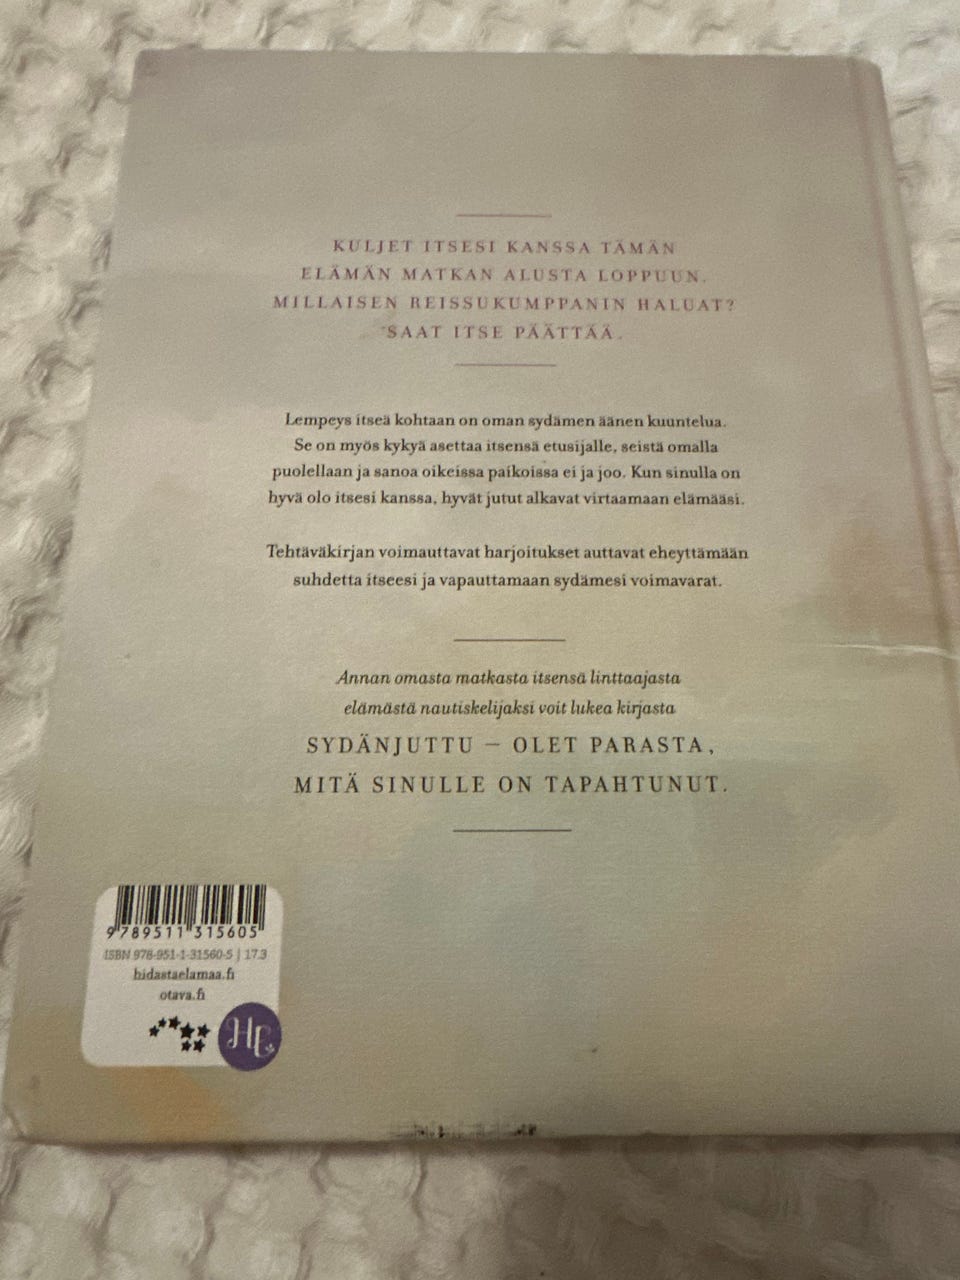 KULJET ITSESI KANSSA TÄMÄN
ELÄMÄN MATKAN ALUSTA LOPPUUN.
MILLAISEN REISSUKUMPPANIN HALUAT?
SAAT ITSE PÄÄTTÄÄ.
Lempeys itseä kohtaan on oman sydämen äänen kuuntelua.
Se on myös kykyä asettaa itsensä etusijalle, seistä omalla
puolellaan ja sanoa oikeissa paikoissa ei ja joo. Kun sinulla on
hyvä olo itsesi kanssa, hyvät jutut alkavat virtaamaan elämääsi.
Tehtäväkirjan voimauttavat harjoitukset auttavat eheyttämään
suhdetta itseesi ja vapauttamaan sydämesi voimavarat.
Annan omasta matkasta itsensä linttaajasta
elämästä nautiskelijaksi voit lukea kirjasta
SYDÄNJUTTU – OLET PARASTA,
MITÄ SINULLE ON TAPAHTUNUT.
9 789511 315605
ISBN 978-951-1-31560-5 | 17.3
hidastaelamaa.fi
otava.fi
HE